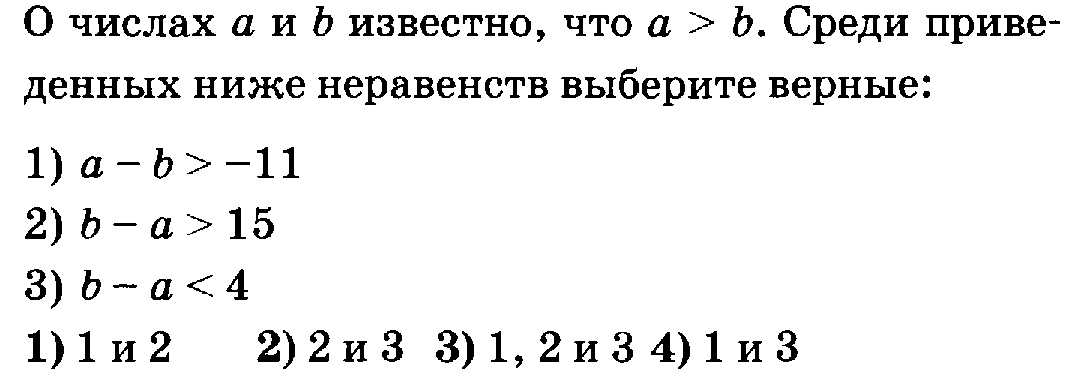 О числах a и b известно, что a > b. Среди приве-
денных ниже неравенств выберите верные:
1) a − b > −11
2) b − a > 15
3) b − a < 4
1) 1 и 2 2) 2 и 3 3) 1, 2 и 3 4) 1 и 3